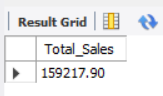 Result Grid
Total_Sales
159217.90